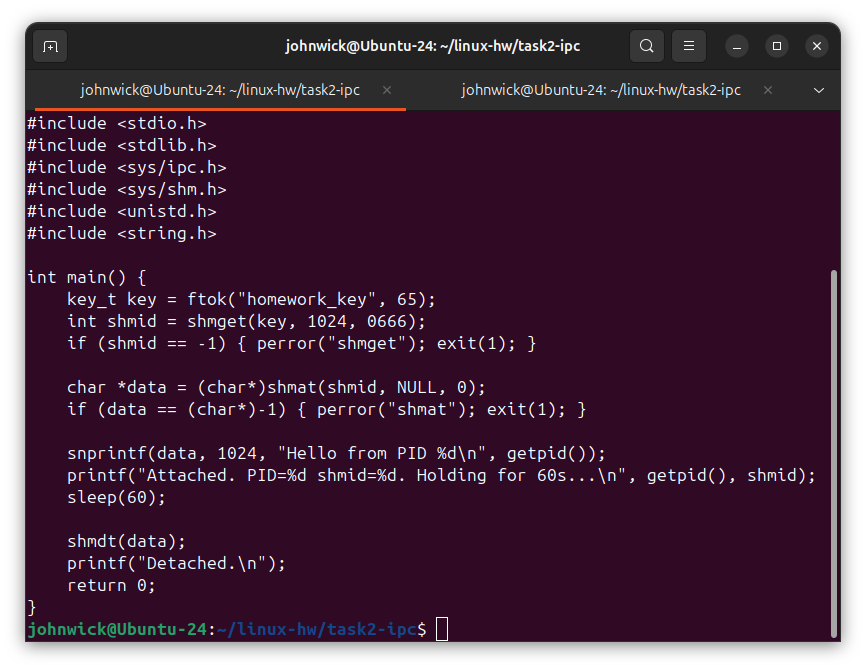 johnwick@Ubuntu-24: ~/linux-hw/task2-ipc
johnwick@Ubuntu-24: ~/linux-hw/task2-ipc
johnwick@Ubuntu-24: ~/linux-hw/task2-ipc
#include <stdio.h>
#include <stdlib.h>
#include <sys/ipc.h>
#include <sys/shm.h>
#include <unistd.h>
#include <string.h>

int main() {
    key_t key = ftok("homework_key", 65);
    int shmid = shmget(key, 1024, 0666);
    if (shmid == -1) { perror("shmget"); exit(1); }

    char *data = (char*)shmat(shmid, NULL, 0);
    if (data == (char*)-1) { perror("shmat"); exit(1); }

    snprintf(data, 1024, "Hello from PID %d\n", getpid());
    printf("Attached. PID=%d shmid=%d. Holding for 60s...\n", getpid(), shmid);
    sleep(60);

    shmdt(data);
    printf("Detached.\n");
    return 0;
}
johnwick@Ubuntu-24:~/linux-hw/task2-ipc$